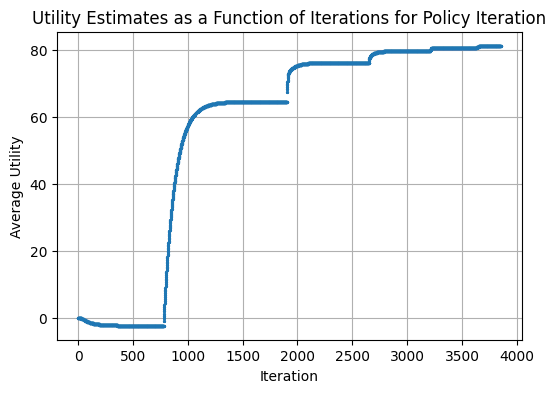 Utility Estimates as a Function of Iterations for Policy Iteration
Average Utility
80
60
40
20
0
0 500 1000 1500 2000 2500 3000 3500 4000
Iteration